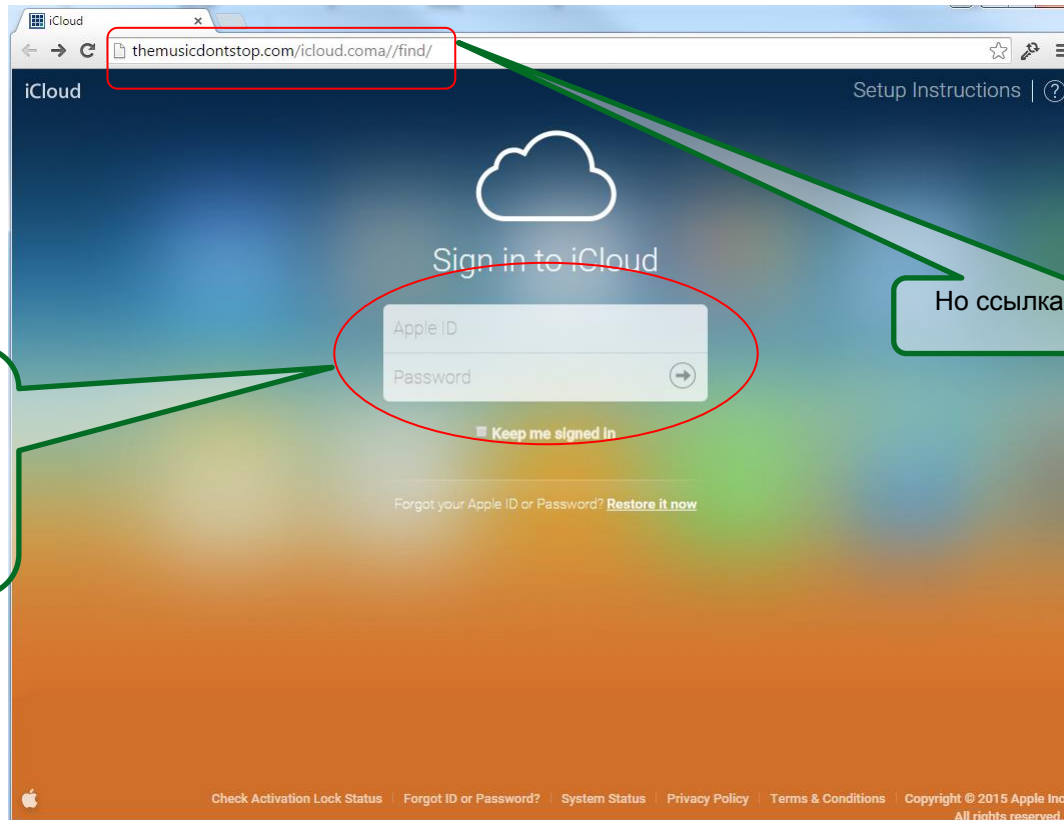 iCloud
themusicdontstop.com/icloud.coma//find/
iCloud
Setup Instructions | ?
Sign in to iCloud
Но ссылка
Apple ID
Password
Keep me signed in
Forgot your Apple ID or Password? Restore it now
Check Activation Lock Status | Forgot ID or Password? | System Status | Privacy Policy | Terms & Conditions | Copyright © 2015 Apple Inc
All rights reserved